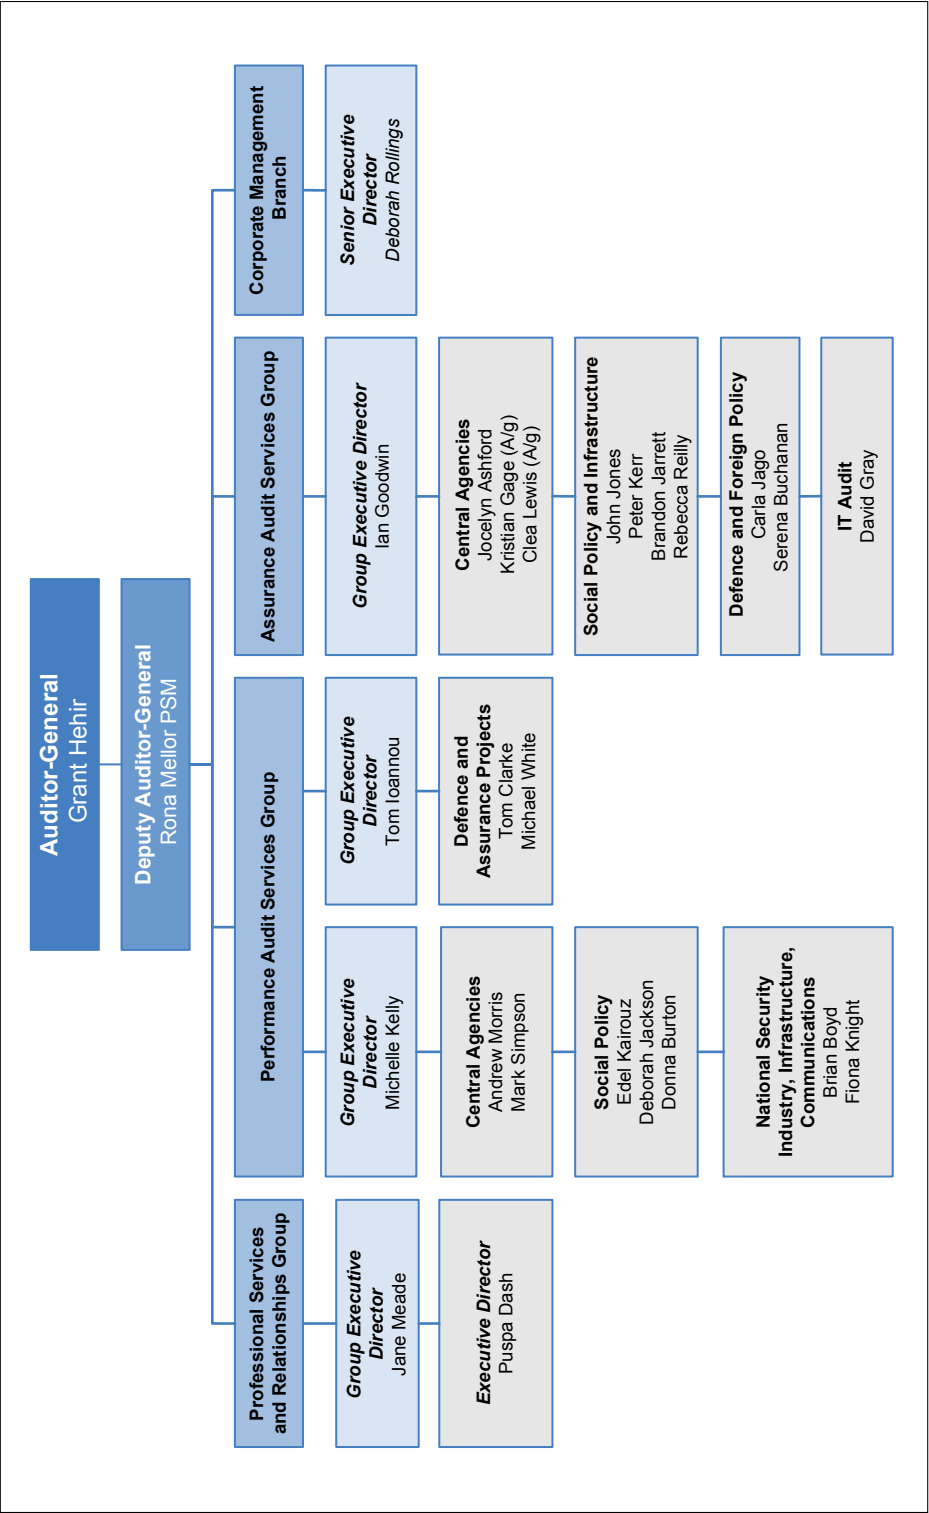 Auditor-General
Grant Hehir
Deputy Auditor-General
Rona Mellor PSM
Professional Services
and Relationships Group
Group Executive
Director
Jane Meade
Executive Director
Puspa Dash
Performance Audit Services Group
Group Executive
Director
Michelle Kelly
Central Agencies
Andrew Morris
Mark Simpson
Social Policy
Edel Kairouz
Deborah Jackson
Donna Burton
National Security
Industry, Infrastructure,
Communications
Brian Boyd
Fiona Knight
Group Executive
Director
Tom Ioannou
Defence and
Assurance Projects
Tom Clarke
Michael White
Assurance Audit Services Group
Group Executive Director
Ian Goodwin
Central Agencies
Jocelyn Ashford
Kristian Gage (A/g)
Clea Lewis (A/g)
Social Policy and Infrastructure
John Jones
Peter Kerr
Brandon Jarrett
Rebecca Reilly
Defence and Foreign Policy
Carla Jago
Serena Buchanan
IT Audit
David Gray
Corporate Management
Branch
Senior Executive
Director
Deborah Rollings